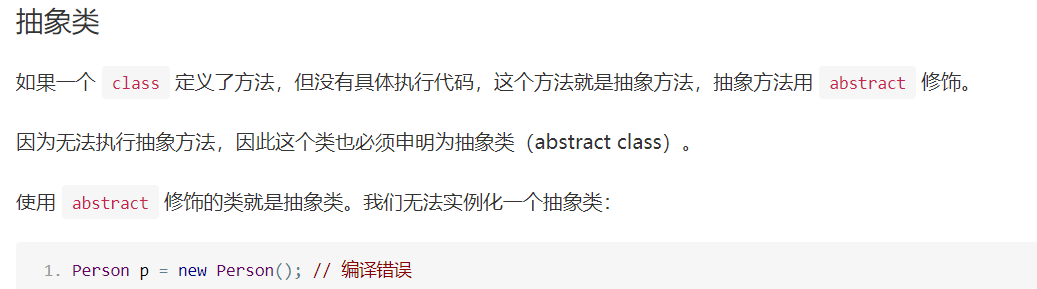 抽象类
如果一个 class 定义了方法，但没有具体执行代码，这个方法就是抽象方法，抽象方法用 abstract 修饰。
因为无法执行抽象方法，因此这个类也必须申明为抽象类（abstract class）。
使用 abstract 修饰的类就是抽象类。我们无法实例化一个抽象类：
1. Person p = new Person(); // 编译错误